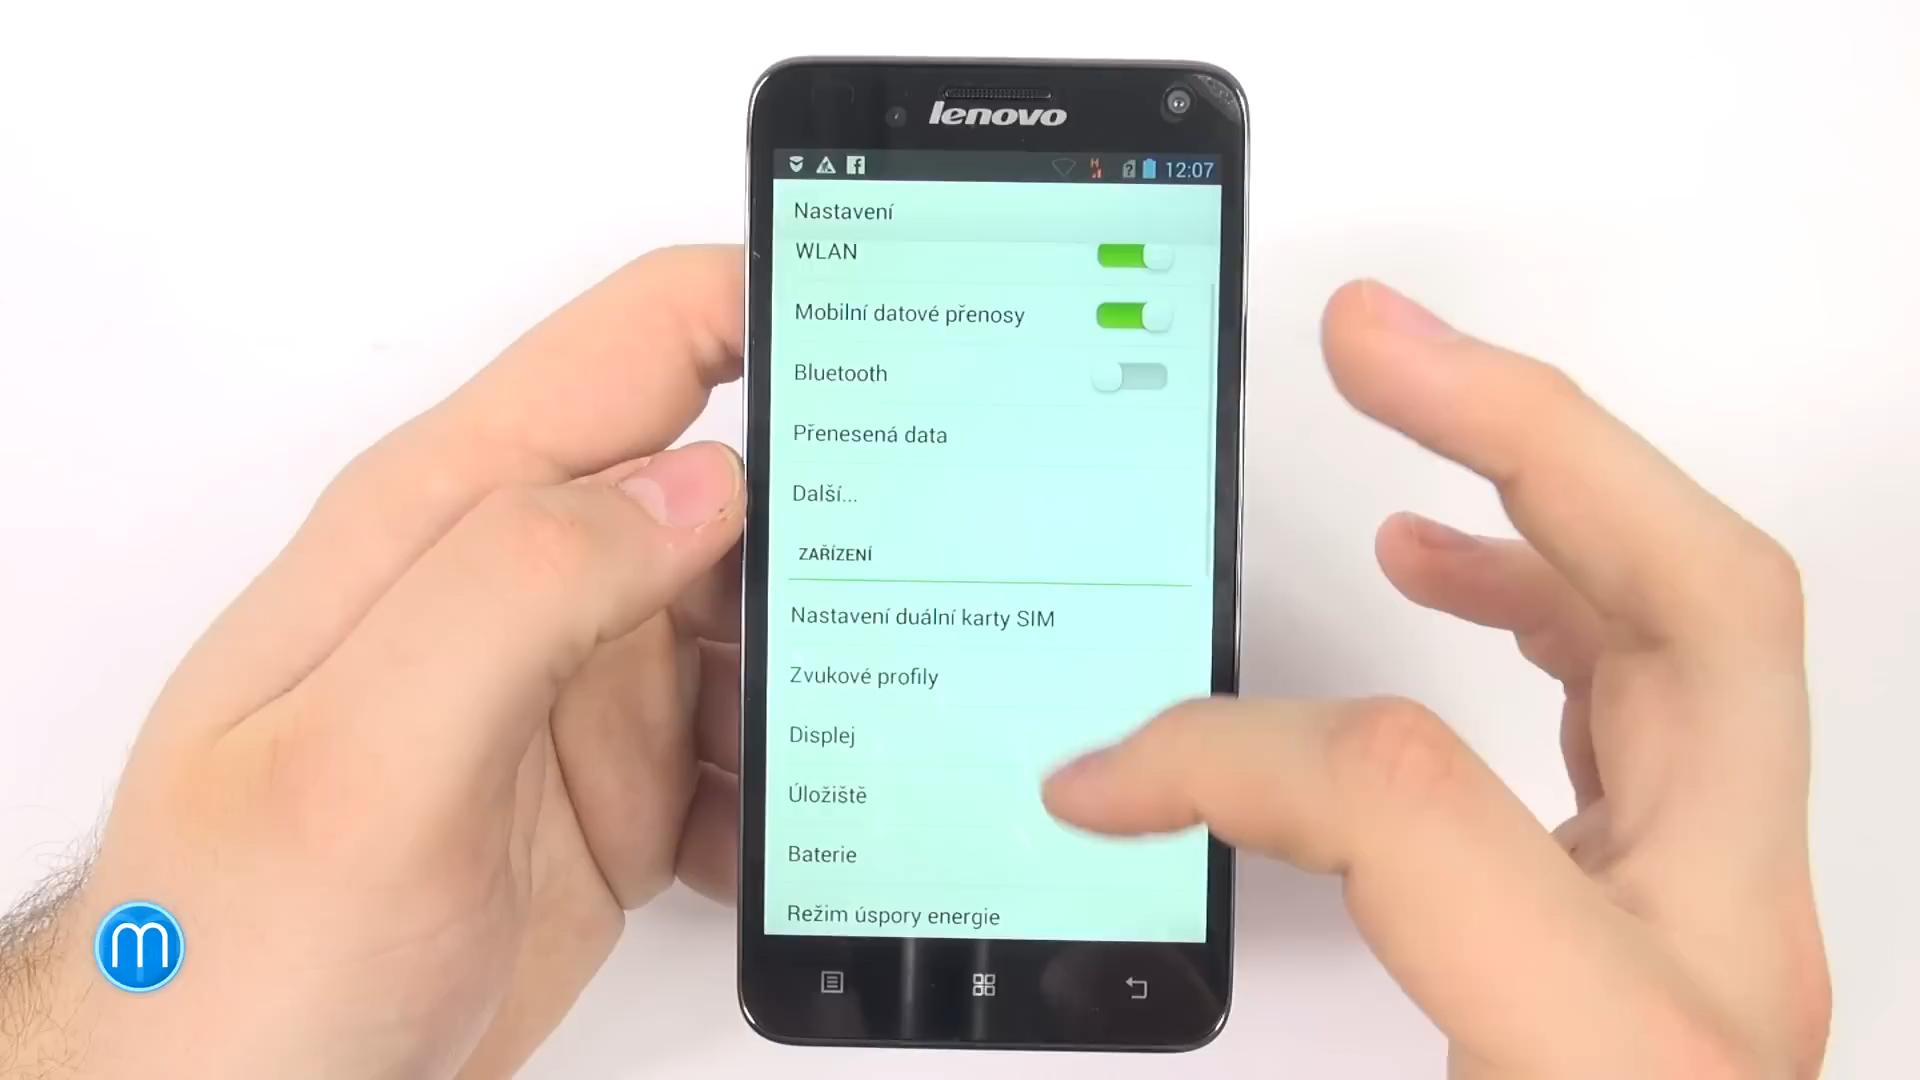 lenovo
12:07
Nastavení
WLAN
Mobilní datové přenosy
Bluetooth
Přenesená data
Další...
ZAŘÍZENÍ
Nastavení duální karty SIM
Zvukové profily
Displej
Úložiště
Baterie
Režim úspory energie
m